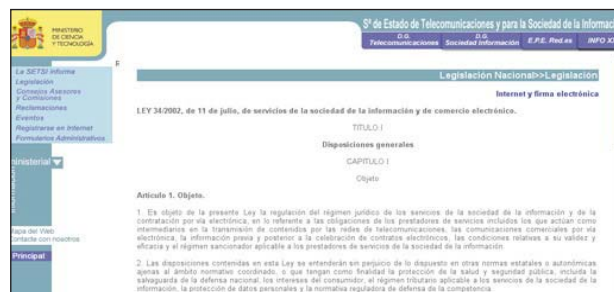 MINISTERIO
DE CIENCIA
Y TECNOLOGÍA
Sª de Estado de Telecomunicaciones y para la Sociedad de la Informac
D.G.
Telecomunicaciones
D.G.
Sociedad Información
E.P.E. Red.es
INFO XX
La SETSI informa
Legislación
Consejos Asesores
y Comisiones
Reclamaciones
Eventos
Registrarse en Internet
Formularios Administrativos
inisterial
Mapa del Web
Contacte con nosotros
Principal
Legislación Nacional>>Legislación
Internet y firma electrónica
LEY 34/2002, de 11 de julio, de servicios de la sociedad de la información y de comercio electrónico.
TITULO I
Disposiciones generales
CAPITULO I
Objeto
Artículo 1. Objeto.
1. Es objeto de la presente Ley la regulación del régimen jurídico de los servicios de la sociedad de la información y de la
contratación por vía electrónica, en lo referente a las obligaciones de los prestadores de servicios incluidos los que actúan como
intermediarios en la transmisión de contenidos por las redes de telecomunicaciones, las comunicaciones comerciales por vía
electrónica, la información previa y posterior a la celebración de contratos electrónicos, las condiciones relativas a su validez y
eficacia y el régimen sancionador aplicable a los prestadores de servicios de la sociedad de la información.
2. Las disposiciones contenidas en esta Ley se entenderán sin perjuicio de lo dispuesto en otras normas estatales o autonómicas
ajenas al ámbito normativo coordinado, o que tengan como finalidad la protección de la salud y seguridad pública, incluida la
salvaguarda de la defensa nacional, los intereses del consumidor, el régimen tributario aplicable a los servicios de la sociedad de la
información, la protección de datos personales y la normativa reguladora de defensa de la competencia.